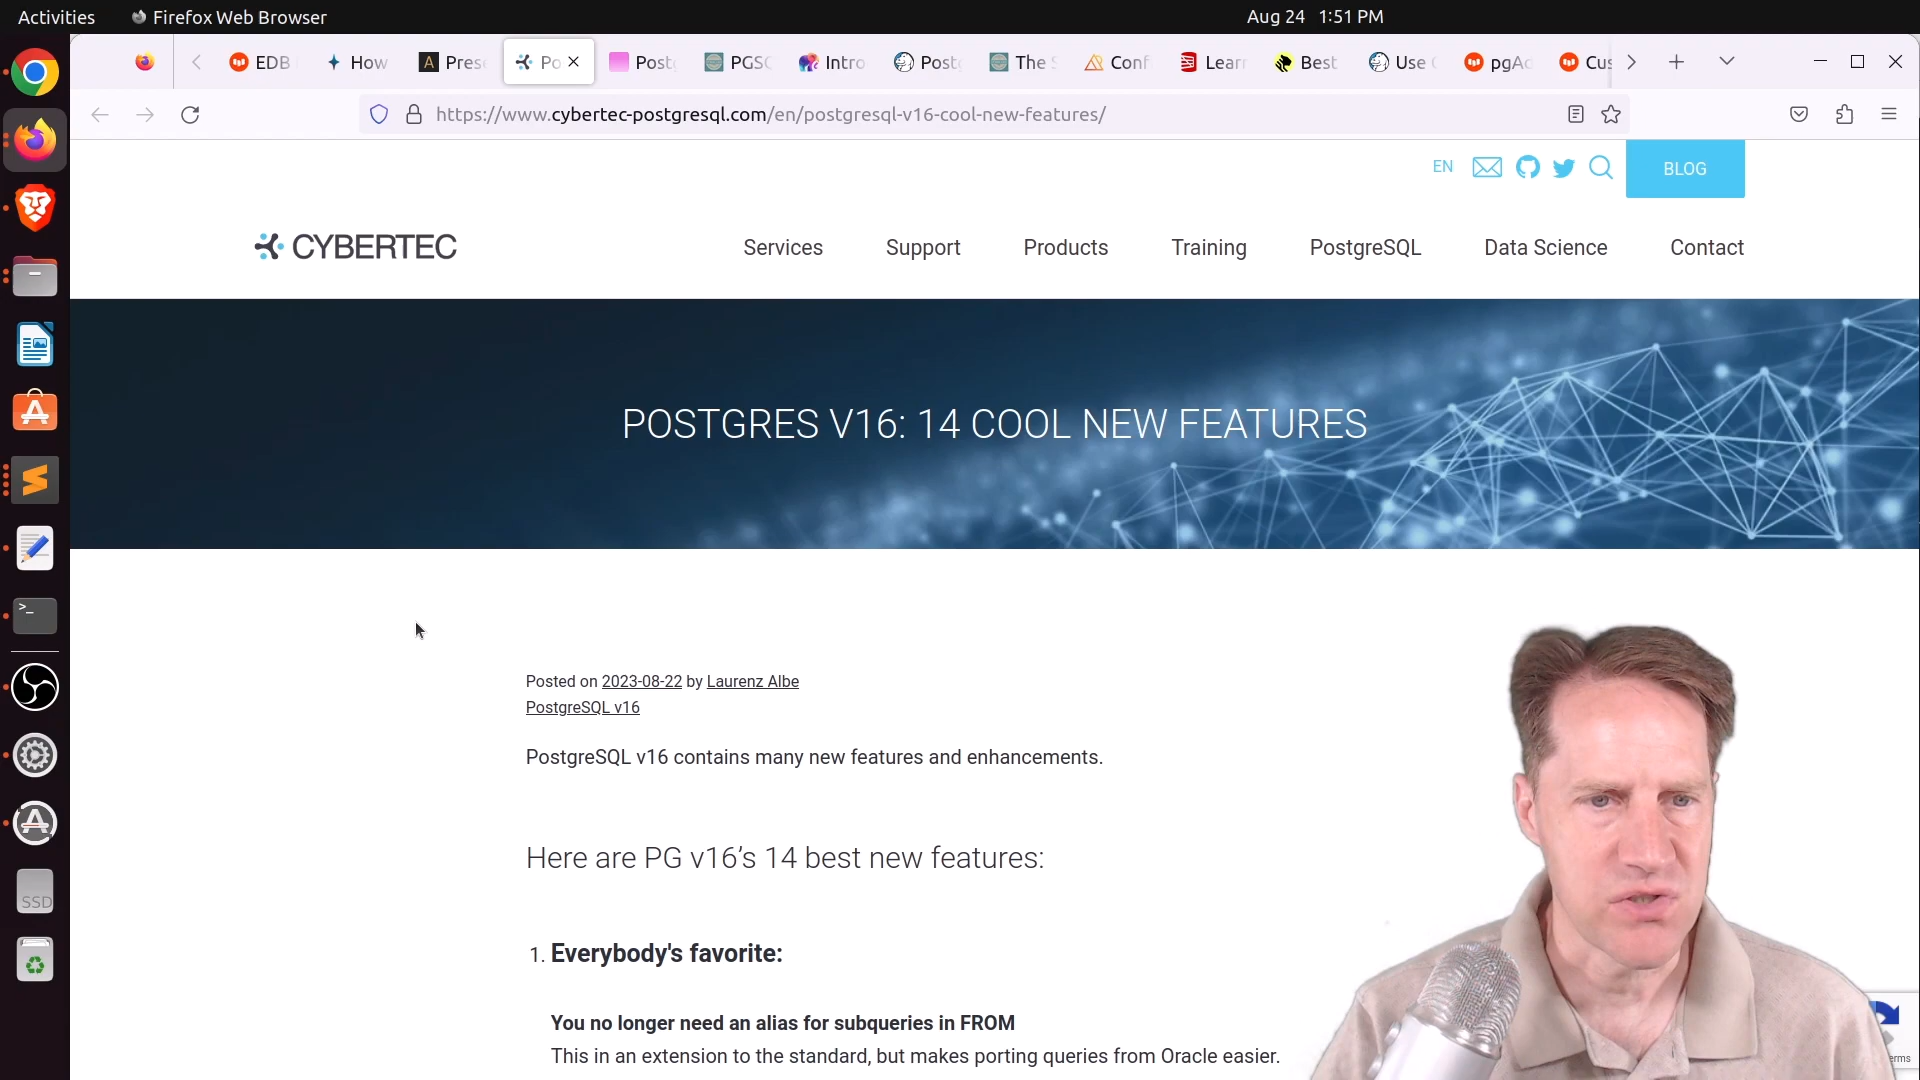 Activities
Firefox Web Browser
Aug 24 1:51 PM
EDB
How
Pres
Po
Post
PGSC
Intro
Post
The
Conf
Lear
Best
Use
pgAd
Cus
https://www.cybertec-postgresql.com/en/postgresql-v16-cool-new-features/
EN
BLOG
CYBERTEC
Services
Support
Products
Training
PostgreSQL
Data Science
Contact
POSTGRES V16: 14 COOL NEW FEATURES
Posted on 2023-08-22 by Laurenz Albe
PostgreSQL v16
PostgreSQL v16 contains many new features and enhancements.
Here are PG v16’s 14 best new features:
1. Everybody's favorite:
You no longer need an alias for subqueries in FROM
This in an extension to the standard, but makes porting queries from Oracle easier.
SSD
erms